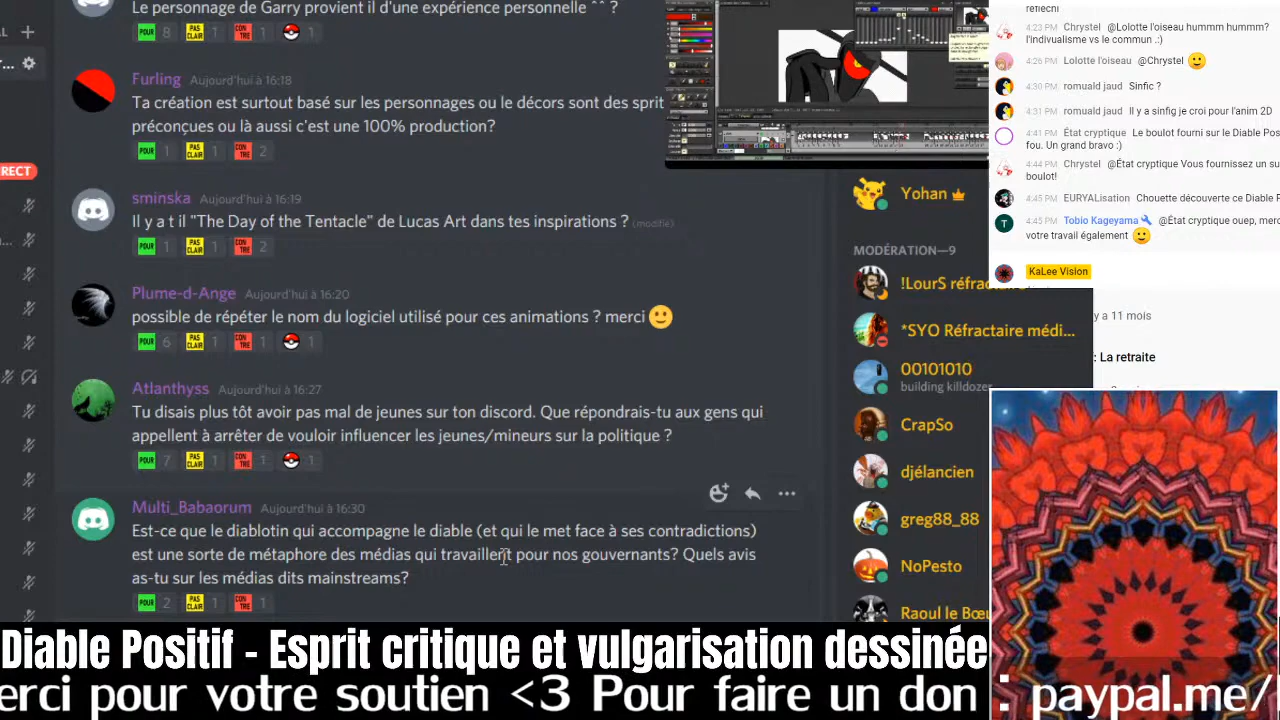 Le personnage de Carry provient il d'une expérience personnelle ^^ ?
POUR 8 PAS CLAIR 1 CON TRE 1 1
Furling Aujourd'hui à 16:19
Ta création est surtout basé sur les personnages ou le décors sont des sprit
préconçues ou là aussi c'est une 100% production?
POUR 1 PAS CLAIR 1 CON TRE 2
sminska Aujourd'hui à 16:19
Il y a t il "The Day of the Tentacle" de Lucas Art dans tes inspirations ? (modifié)
POUR 1 PAS CLAIR 1 CON TRE 2
Plume-d-Ange Aujourd'hui à 16:20
possible de répéter le nom du logiciel utilisé pour ces animations ? merci
POUR 6 PAS CLAIR 1 CON TRE 1
Atlanthyss Aujourd'hui à 16:27
Tu disais plus tôt avoir pas mal de jeunes sur ton discord. Que répondrais-tu aux gens qui
appellent à arrêter de vouloir influencer les jeunes/mineurs sur la politique ?
POUR 7 PAS CLAIR 1 CON TRE 1 1
Multi_Babaorum Aujourd'hui à 16:30
Est-ce que le diablotin qui accompagne le diable (et qui le met face à ses contradictions)
est une sorte de métaphore des médias qui travaillent pour nos gouvernants? Quels avis
as-tu sur les médias dits mainstreams?
POUR 2 PAS CLAIR 1 CON TRE 1
RECT
Yohan
MODÉRATION—9
!LourS réfractaire
*SYO Réfractaire médi...
00101010
building killdozer
CrapSo
djélancien
greg88_88
NoPesto
Raoul le Bœu
réfléchi
4:23 PM Chrystel @Lolotte l'oiseau hummm hmmm?
l'indivualisme vs le commun .)
4:26 PM Lolotte l'oiseau @Chrystel
4:30 PM romuald jaud Sinfic ?
4:31 PM romuald jaud Il y a sinfig ou moi pour l'anim 2D
4:41 PM État cryptique Le travail fourni sur le Diable Pos
fou. Un grand bravo :)
4:44 PM Chrystel @État cryptique Vous fournissez un su
boulot!
4:45 PM EURYALisation Chouette découverte ce Diable P
4:45 PM Tobio Kageyama @État cryptique ouep, merc
votre travail également
KaLee Vision
y a 11 mois
: La retraite
Diable Positif - Esprit critique et vulgarisation dessinée
erci pour votre soutien <3 Pour faire un don : paypal.me/